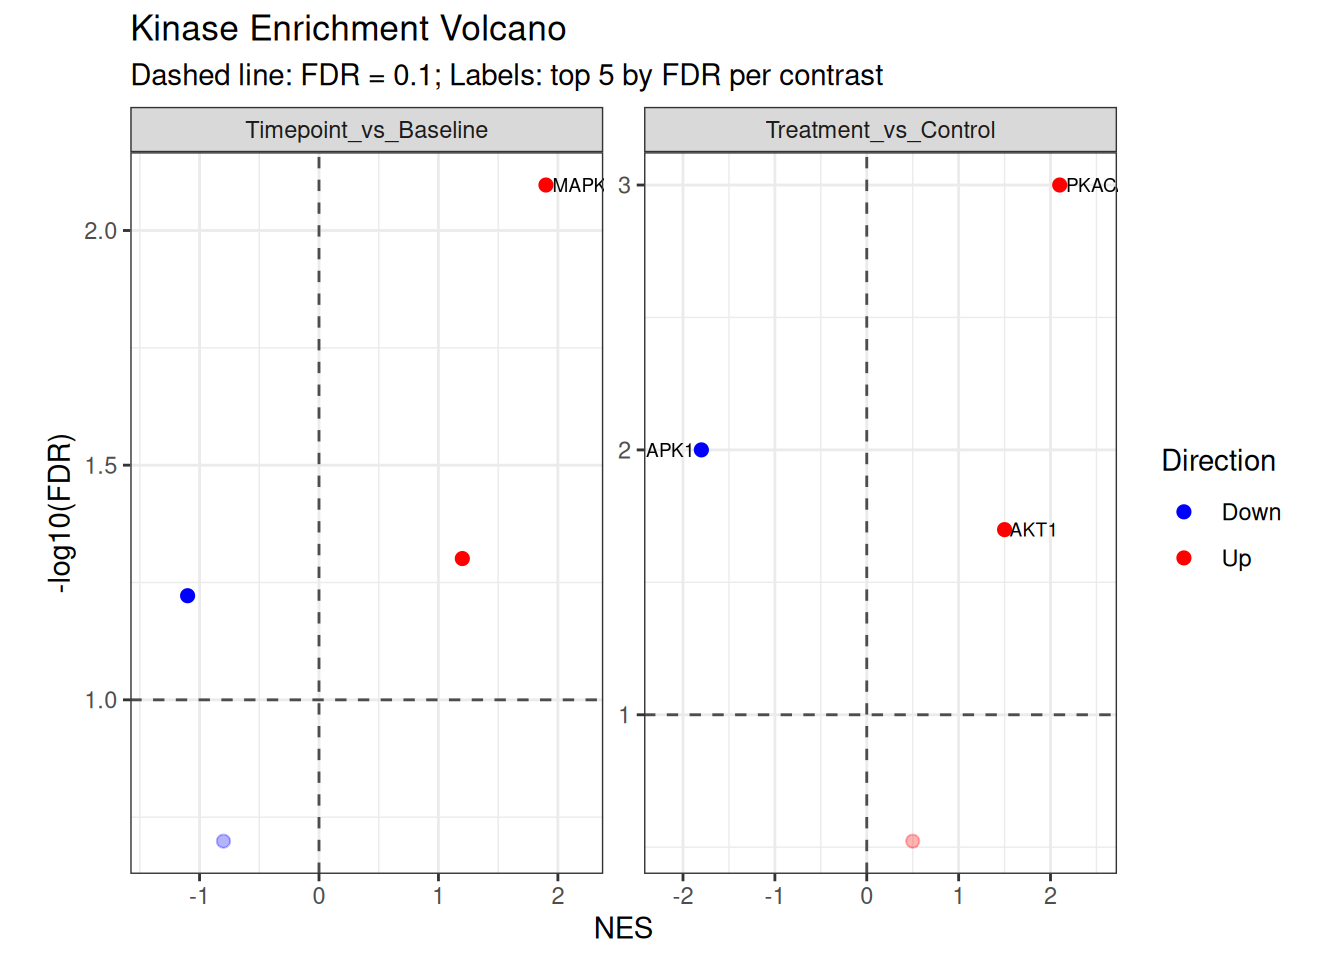 Kinase Enrichment Volcano
Dashed line: FDR = 0.1; Labels: top 5 by FDR per contrast
Timepoint_vs_Baseline
Treatment_vs_Control
-log10(FDR)
2.0
1.5
1.0
MAPK
-1 0 1 2
3
2
1
PKAC
APK1
AKT1
-2 -1 0 1 2
NES
Direction
Down
Up